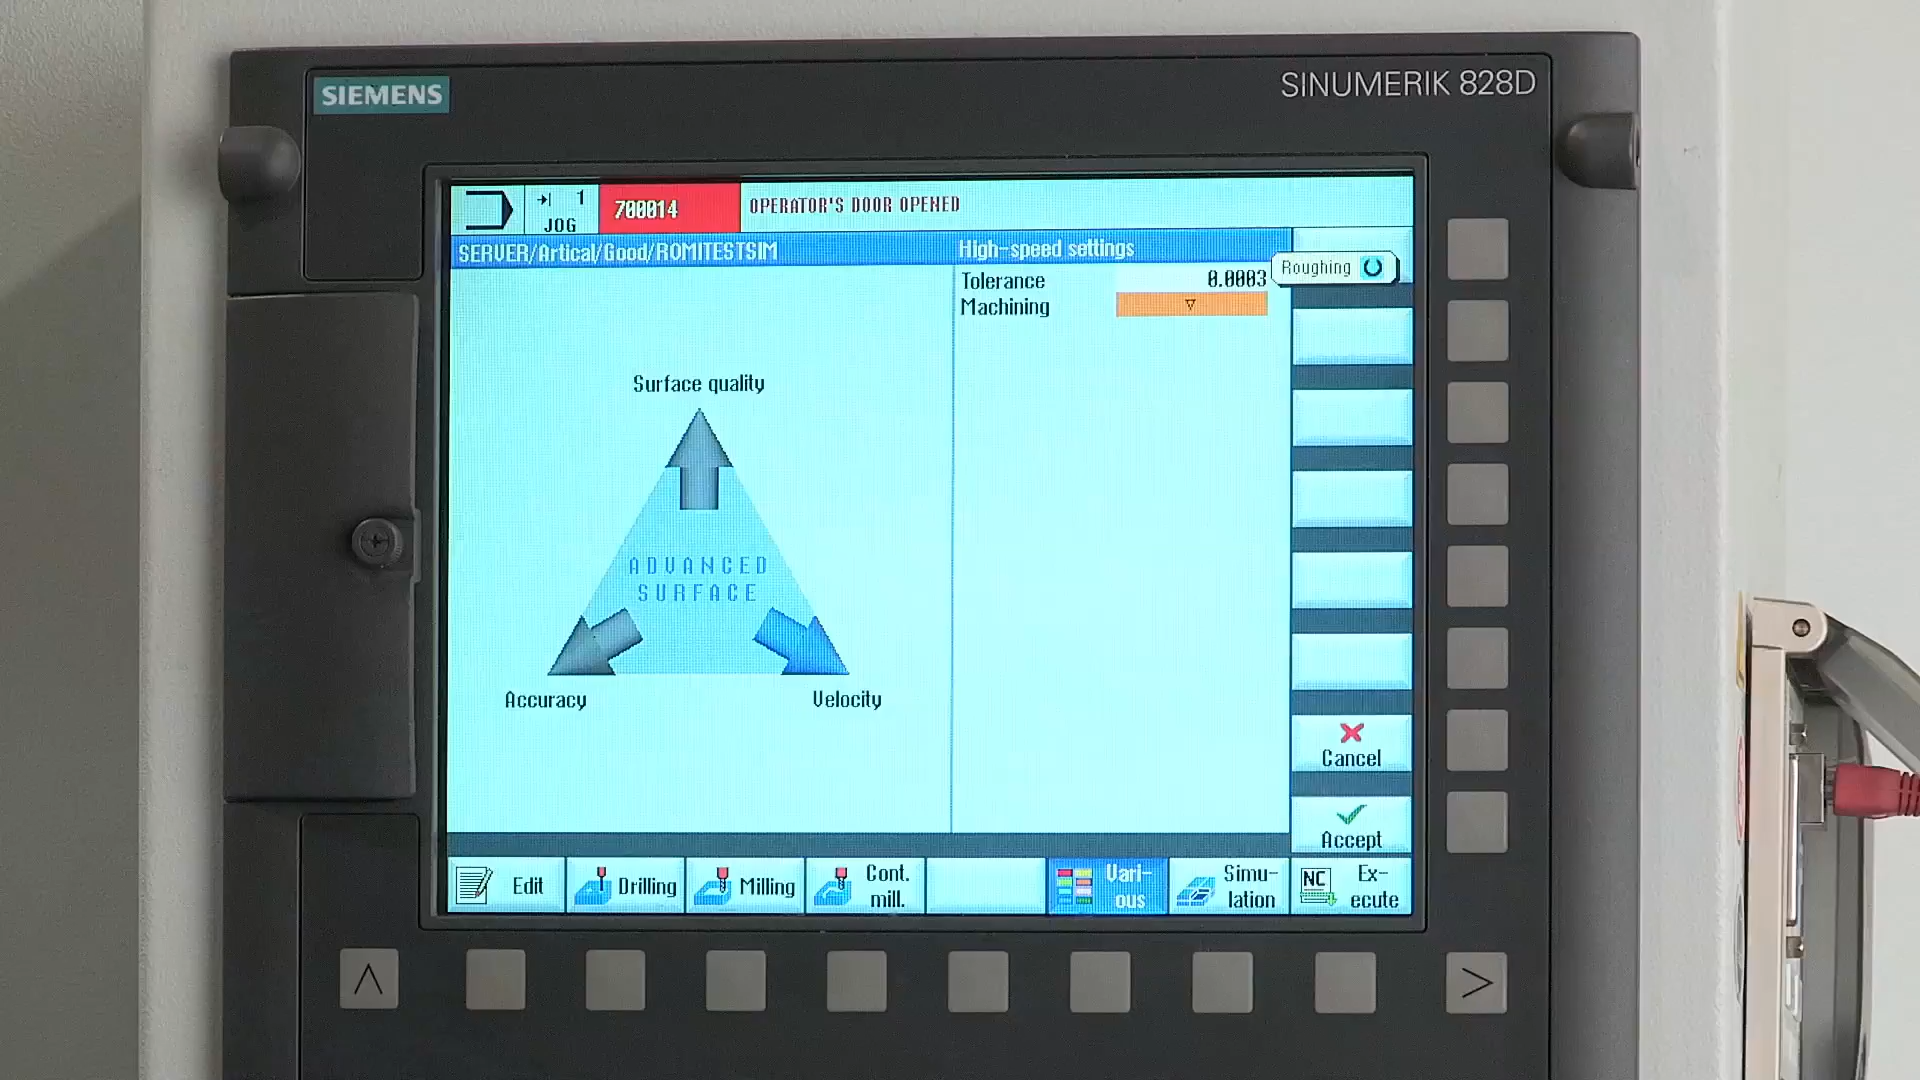 SIEMENS
SINUMERIK 828D
1
JOG
700014
OPERATOR'S DOOR OPENED
SERVER/Artical/Good/ROMITESTSIM
High-speed settings
Tolerance 0.0003
Machining ▽
Roughing
Surface quality
ADVANCED
SURFACE
Accuracy
Velocity
Cancel
Accept
Edit
Drilling
Milling
Cont.
mill.
Vari-
ous
Simu-
lation
NC
Ex-
ecute